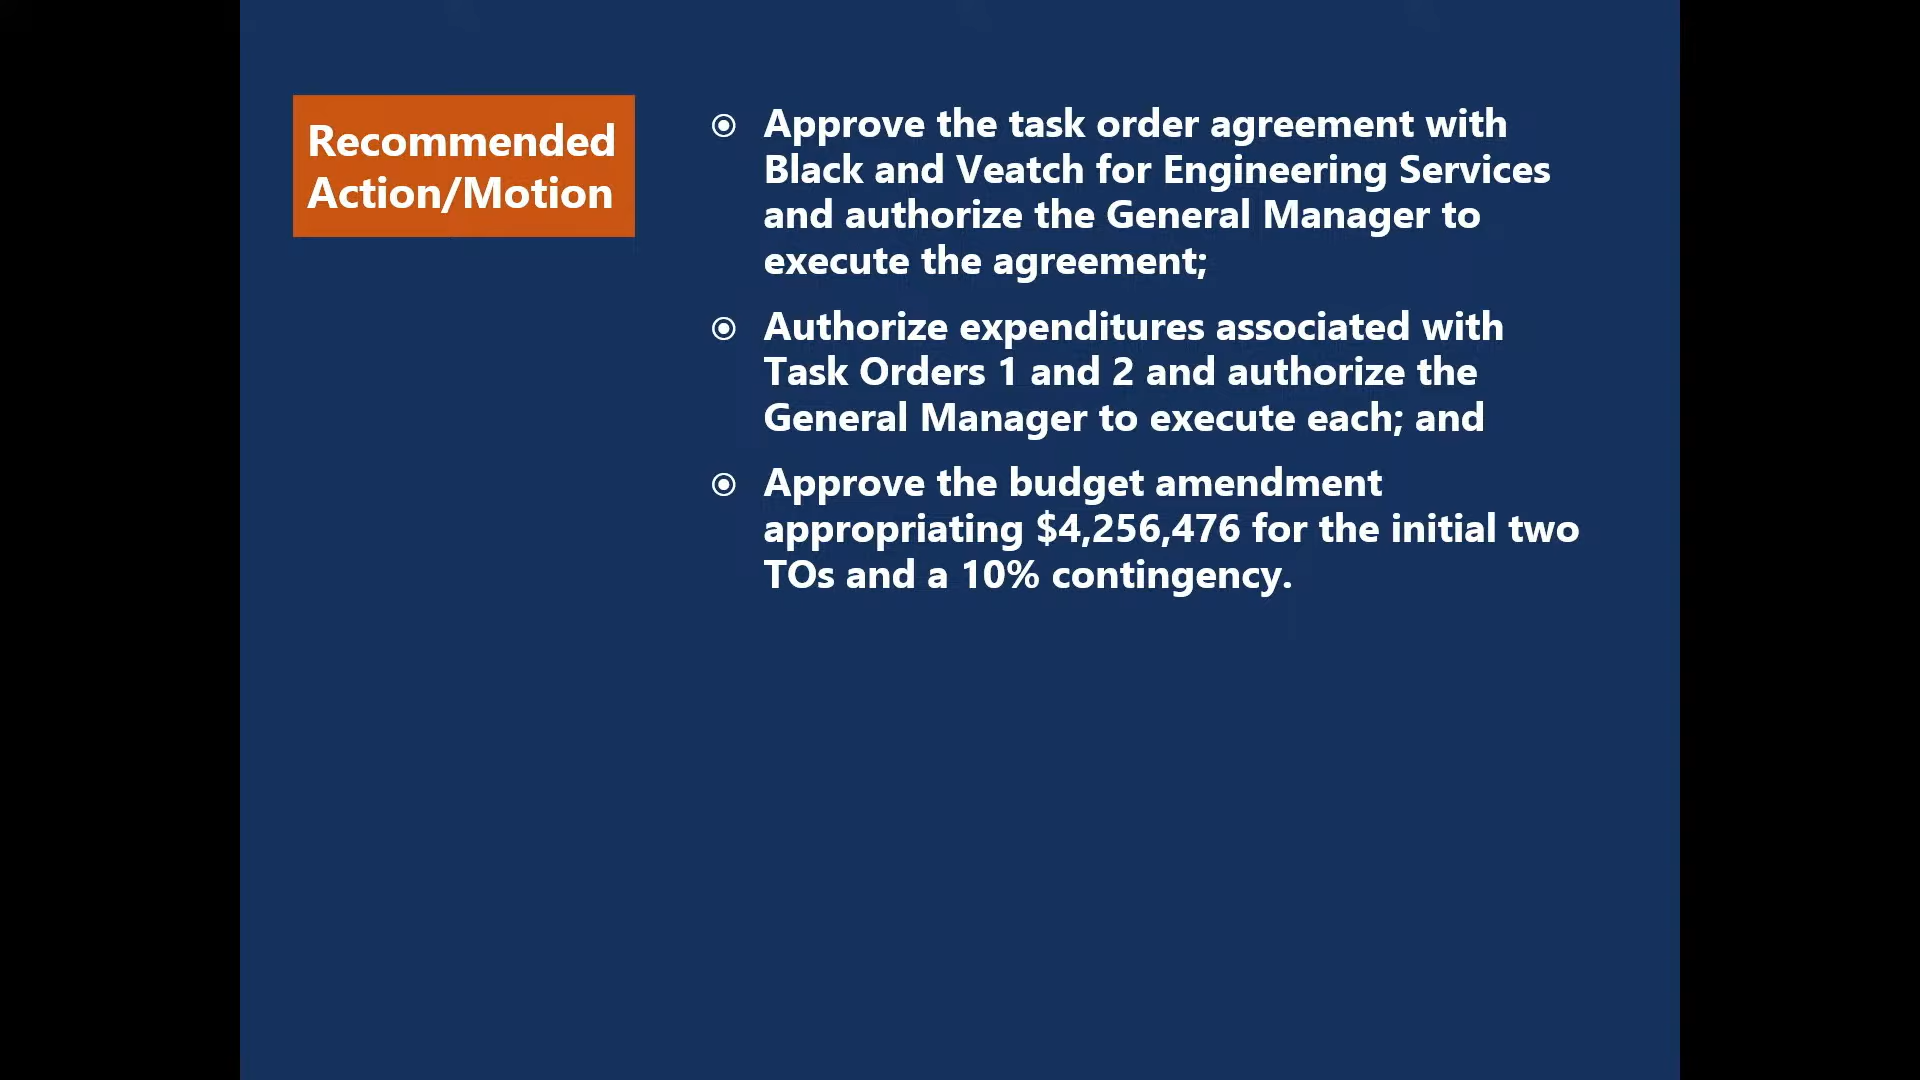 Recommended
Action/Motion
Approve the task order agreement with
Black and Veatch for Engineering Services
and authorize the General Manager to
execute the agreement;
Authorize expenditures associated with
Task Orders 1 and 2 and authorize the
General Manager to execute each; and
Approve the budget amendment
appropriating $4,256,476 for the initial two
TOs and a 10% contingency.